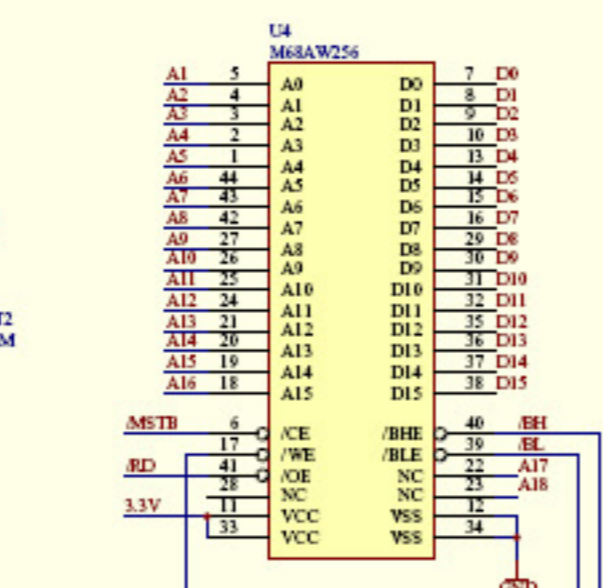 U4
M68AW256
A1 5 A0 D0 7 D0
A2 4 A1 D1 8 D1
A3 3 A2 D2 9 D2
A4 2 A3 D3 10 D3
A5 1 A4 D4 13 D4
A6 44 A5 D5 14 D5
A7 43 A6 D6 15 D6
A8 42 A7 D7 16 D7
A9 27 A8 D8 29 D8
A10 26 A9 D9 30 D9
A11 25 A10 D10 31 D10
A12 24 A11 D11 32 D11
A13 21 A12 D12 35 D12
A14 20 A13 D13 36 D13
A15 19 A14 D14 37 D14
A16 18 A15 D15 38 D15
/MSTB 6 /CE /BHE 40 /BH
17 /WE /BLE 39 /BL
/RD 41 /OE NC 22 A17
28 NC NC 23 A18
3.3V 11 VCC VSS 12
33 VCC VSS 34